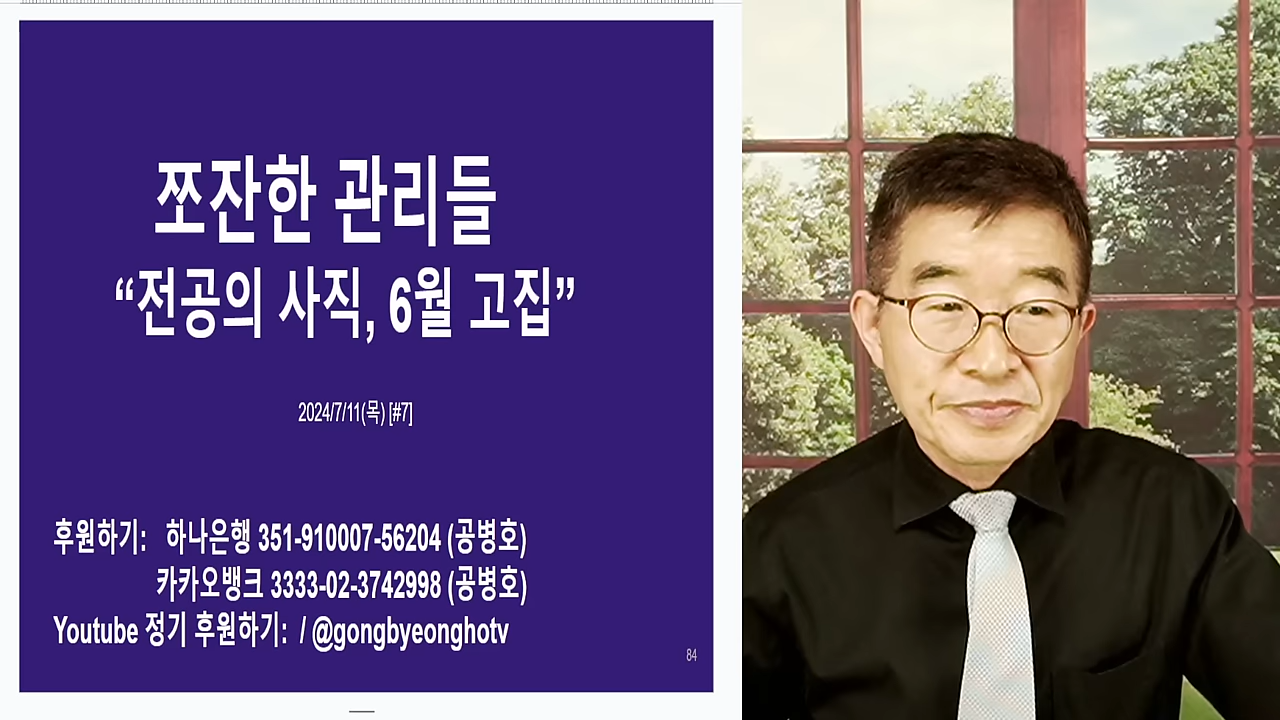 쪼잔한 관리들
“전공의 사직, 6월 고집”
2024/7/11(목) [#7]
후원하기: 하나은행 351-910007-56204 (공병호)
카카오뱅크 3333-02-3742998 (공병호)
Youtube 정기 후원하기: / @gongbyeonghotv
84